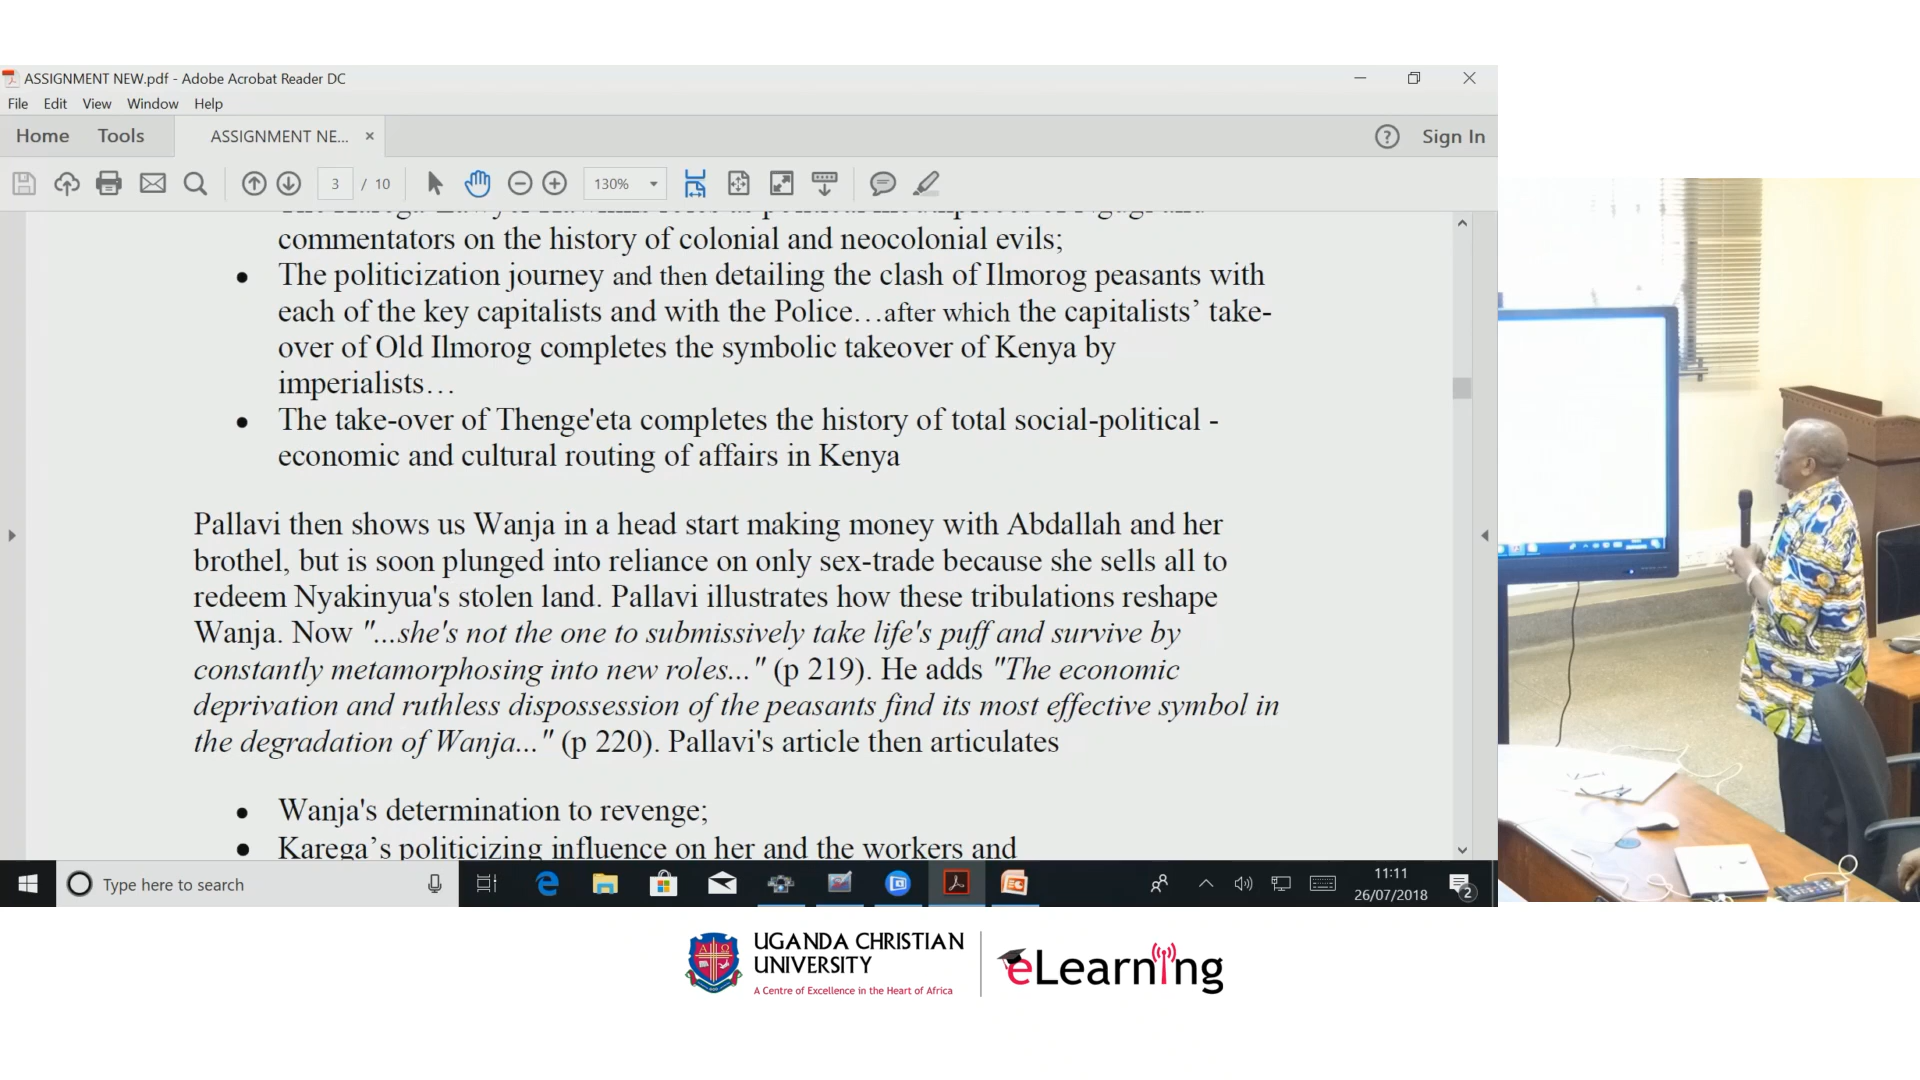 ASSIGNMENT NEW.pdf - Adobe Acrobat Reader DC
File Edit View Window Help
Home Tools ASSIGNMENT NE... × Sign In
3 / 10 130%
commentators on the history of colonial and neocolonial evils;
• The politicization journey and then detailing the clash of Ilmorog peasants with
each of the key capitalists and with the Police…after which the capitalists’ take-
over of Old Ilmorog completes the symbolic takeover of Kenya by
imperialists…
• The take-over of Thenge'eta completes the history of total social-political -
economic and cultural routing of affairs in Kenya
Pallavi then shows us Wanja in a head start making money with Abdallah and her
brothel, but is soon plunged into reliance on only sex-trade because she sells all to
redeem Nyakinyua's stolen land. Pallavi illustrates how these tribulations reshape
Wanja. Now "...she's not the one to submissively take life's puff and survive by
constantly metamorphosing into new roles..." (p 219). He adds "The economic
deprivation and ruthless dispossession of the peasants find its most effective symbol in
the degradation of Wanja..." (p 220). Pallavi's article then articulates
• Wanja's determination to revenge;
• Karega’s politicizing influence on her and the workers and
Type here to search
11:11
26/07/2018
2
UGANDA CHRISTIAN
UNIVERSITY
A Centre of Excellence in the Heart of Africa
eLearning